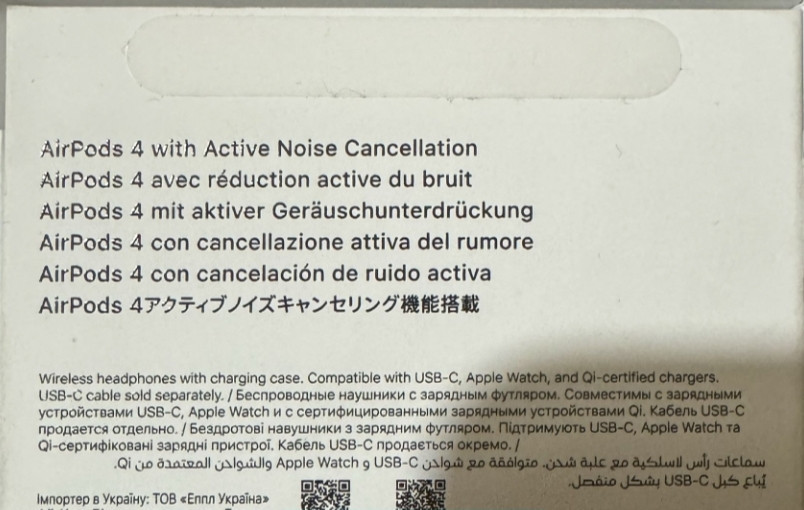 AirPods 4 with Active Noise Cancellation
AirPods 4 avec réduction active du bruit
AirPods 4 mit aktiver Geräuschunterdrückung
AirPods 4 con cancellazione attiva del rumore
AirPods 4 con cancelación de ruido activa
AirPods 4アクティブノイズキャンセリング機能搭載
Wireless headphones with charging case. Compatible with USB-C, Apple Watch, and Qi-certified chargers.
USB-C cable sold separately. / Беспроводные наушники с зарядным футляром. Совместимы с зарядными
устройствами USB-C, Apple Watch и с сертифицированными зарядными устройствами Qi. Кабель USB-C
продается отдельно. / Бездротові навушники з зарядним футляром. Підтримують USB-C, Apple Watch та
Qi-сертифіковані зарядні пристрої. Кабель USB-C продається окремо. /
سماعات رأس لاسلكية مع علبة شحن. متوافقة مع شواحن USB-C و Apple Watch والشواحن المعتمدة من Qi.
يُباع كبل USB-C بشكل منفصل.
Імпортер в Україну: ТОВ «Еппл Україна»